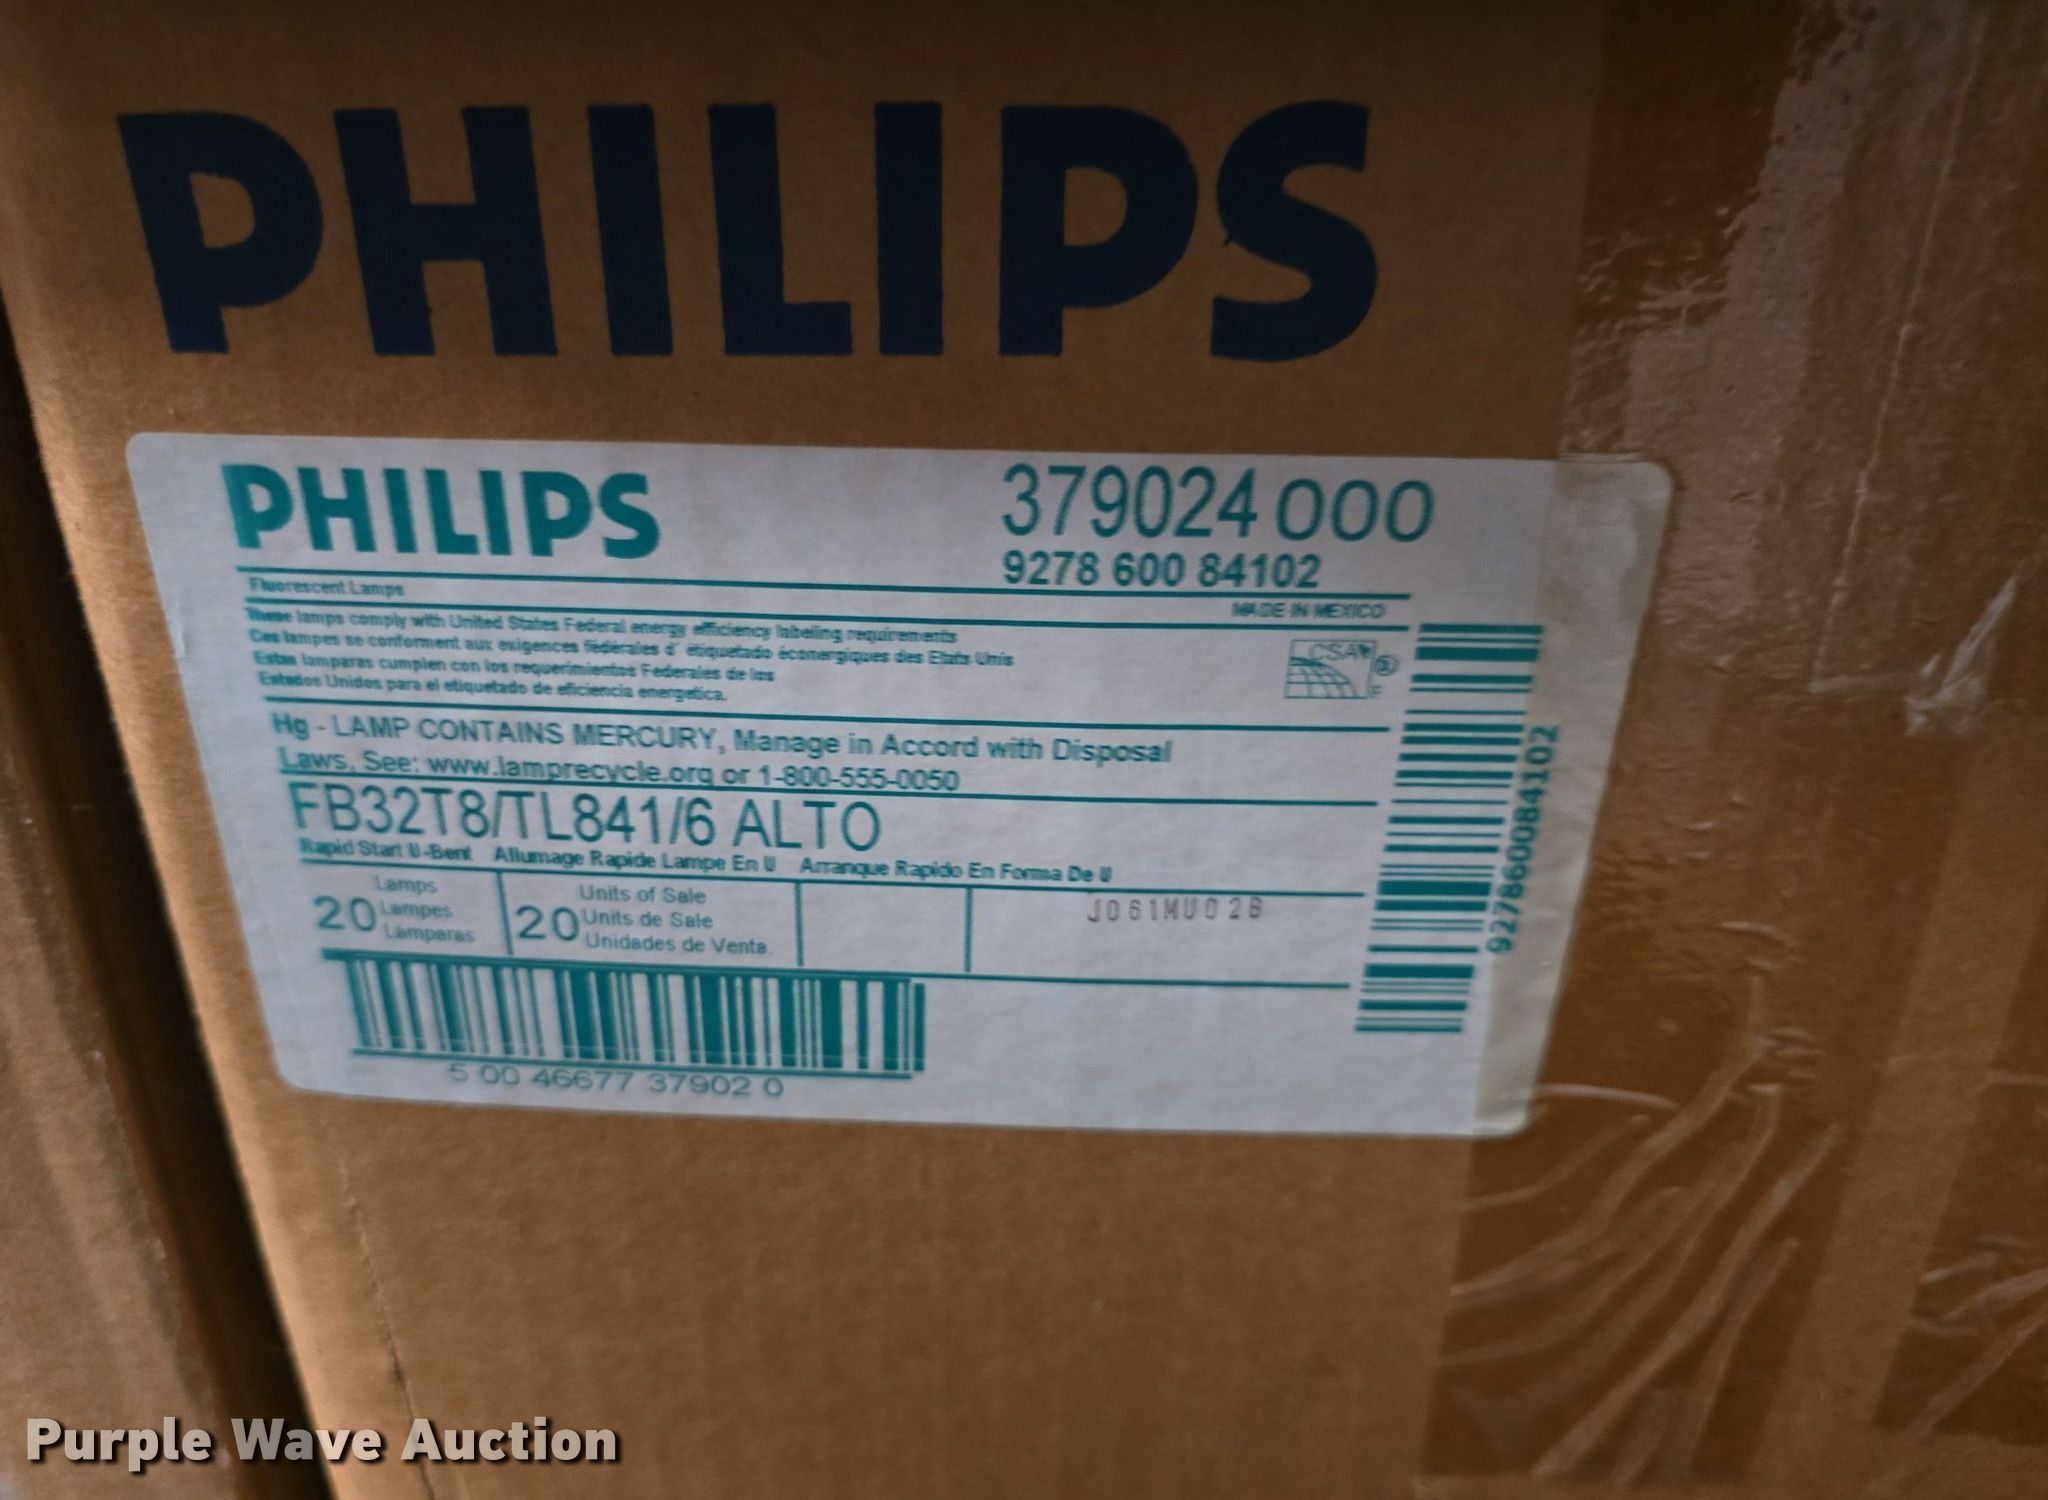 PHILIPS
PHILIPS
379024 000
9278 600 84102
Fluorescent Lamps
MADE IN MEXICO
These lamps comply with United States Federal energy efficiency labeling requirements
Ces lampes se conforment aux exigences fédérales d' étiquetado éconergiques des Etats Unis
Estas lamparas cumplen con los requerimientos Federales de los
Estados Unidos para el etiquetado de eficiencia energetica.
CSA
Hg - LAMP CONTAINS MERCURY, Manage in Accord with Disposal
Laws, See: www.lamprecycle.org or 1-800-555-0050
FB32T8/TL841/6 ALTO
Rapid Start U-Bent Allumage Rapide Lampe En U Arranque Rapido En Forma De U
20 Lamps
Lampes
Lámparas
20 Units of Sale
Units de Sale
Unidades de Venta.
J061MU026
927860084102
5 00 46677 37902 0
Purple Wave Auction